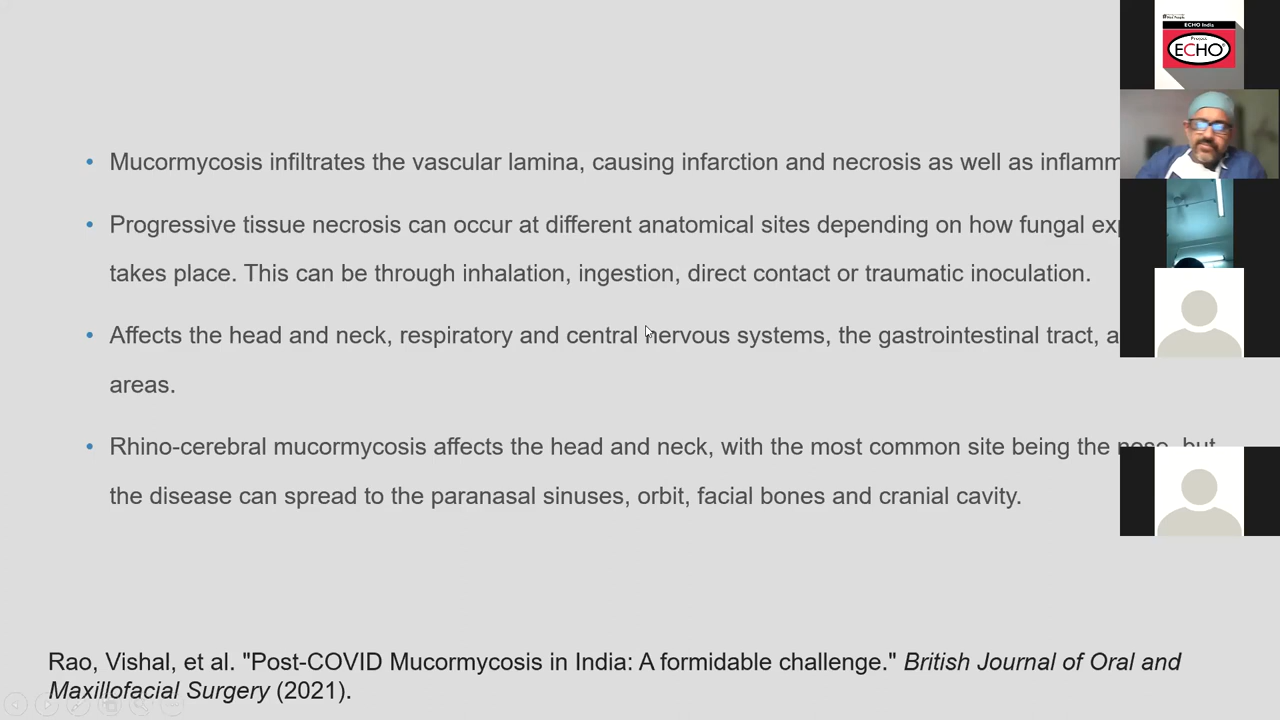 ECHO India
ECHO
• Mucormycosis infiltrates the vascular lamina, causing infarction and necrosis as well as inflamm
• Progressive tissue necrosis can occur at different anatomical sites depending on how fungal exp
takes place. This can be through inhalation, ingestion, direct contact or traumatic inoculation.
• Affects the head and neck, respiratory and central nervous systems, the gastrointestinal tract, a
areas.
• Rhino-cerebral mucormycosis affects the head and neck, with the most common site being the nose, but
the disease can spread to the paranasal sinuses, orbit, facial bones and cranial cavity.
Rao, Vishal, et al. "Post-COVID Mucormycosis in India: A formidable challenge." British Journal of Oral and
Maxillofacial Surgery (2021).